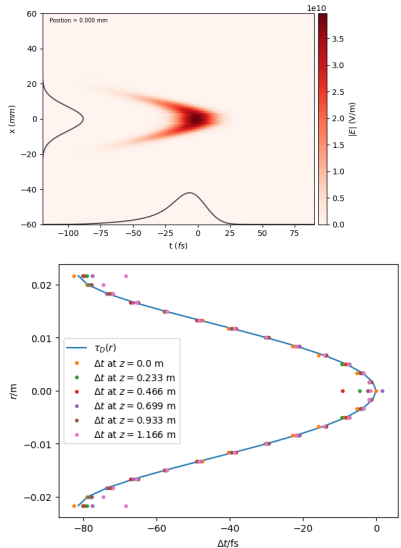 1e10
Position = 0.000 mm
60
40
20
0
−20
−40
−60
x (mm)
−100 −75 −50 −25 0 25 50 75
t (fs)
3.5
3.0
2.5
2.0
1.5
1.0
0.5
0.0
|E| (V/m)
0.02
0.01
0.00
−0.01
−0.02
r/m
τD(r)
Δt at z = 0.0 m
Δt at z = 0.233 m
Δt at z = 0.466 m
Δt at z = 0.699 m
Δt at z = 0.933 m
Δt at z = 1.166 m
−80 −60 −40 −20 0
Δt/fs